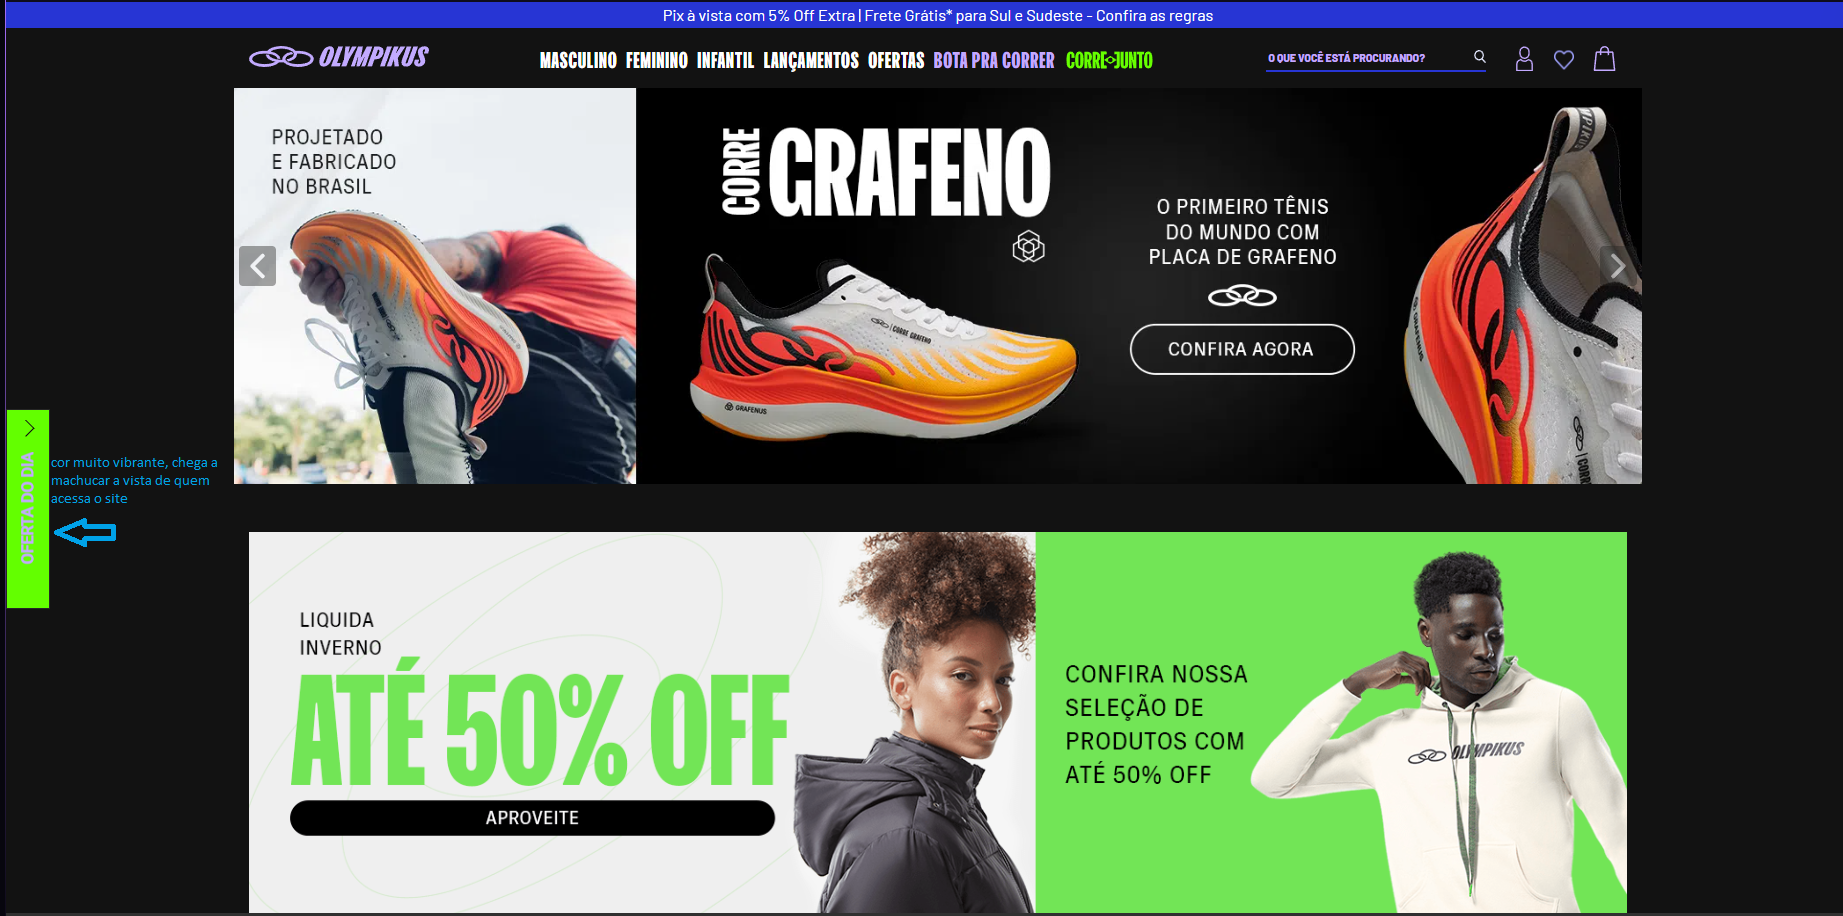 Pix à vista com 5% Off Extra | Frete Grátis* para Sul e Sudeste - Confira as regras
OLYMPIKUS
MASCULINO FEMININO INFANTIL LANÇAMENTOS OFERTAS BOTA PRA CORRER CORRE JUNTO
O QUE VOCÊ ESTÁ PROCURANDO?
PROJETADO
E FABRICADO
NO BRASIL
CORRE
GRAFENO
O PRIMEIRO TÊNIS
DO MUNDO COM
PLACA DE GRAFENO
CONFIRA AGORA
CORRE GRAFENO
GRAFENUS
OFERTA DO DIA
cor muito vibrante, chega a
machucar a vista de quem
acessa o site
LIQUIDA
INVERNO
ATÉ 50% OFF
APROVEITE
CONFIRA NOSSA
SELEÇÃO DE
PRODUTOS COM
ATÉ 50% OFF
OLYMPIKUS